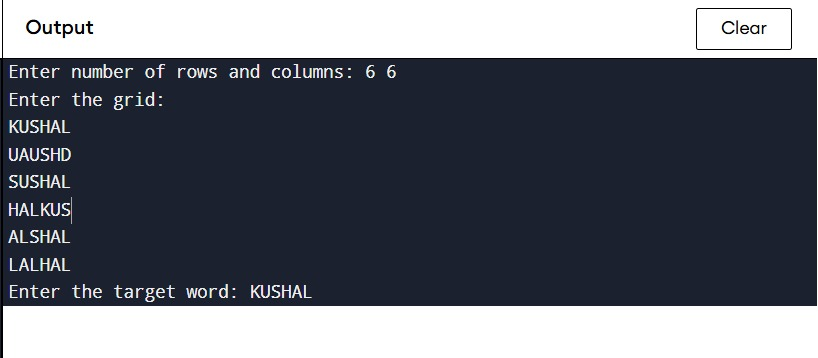 Output
Clear
Enter number of rows and columns: 6 6
Enter the grid:
KUSHAL
UAUSHD
SUSHAL
HALKUS
ALSHAL
LALHAL
Enter the target word: KUSHAL